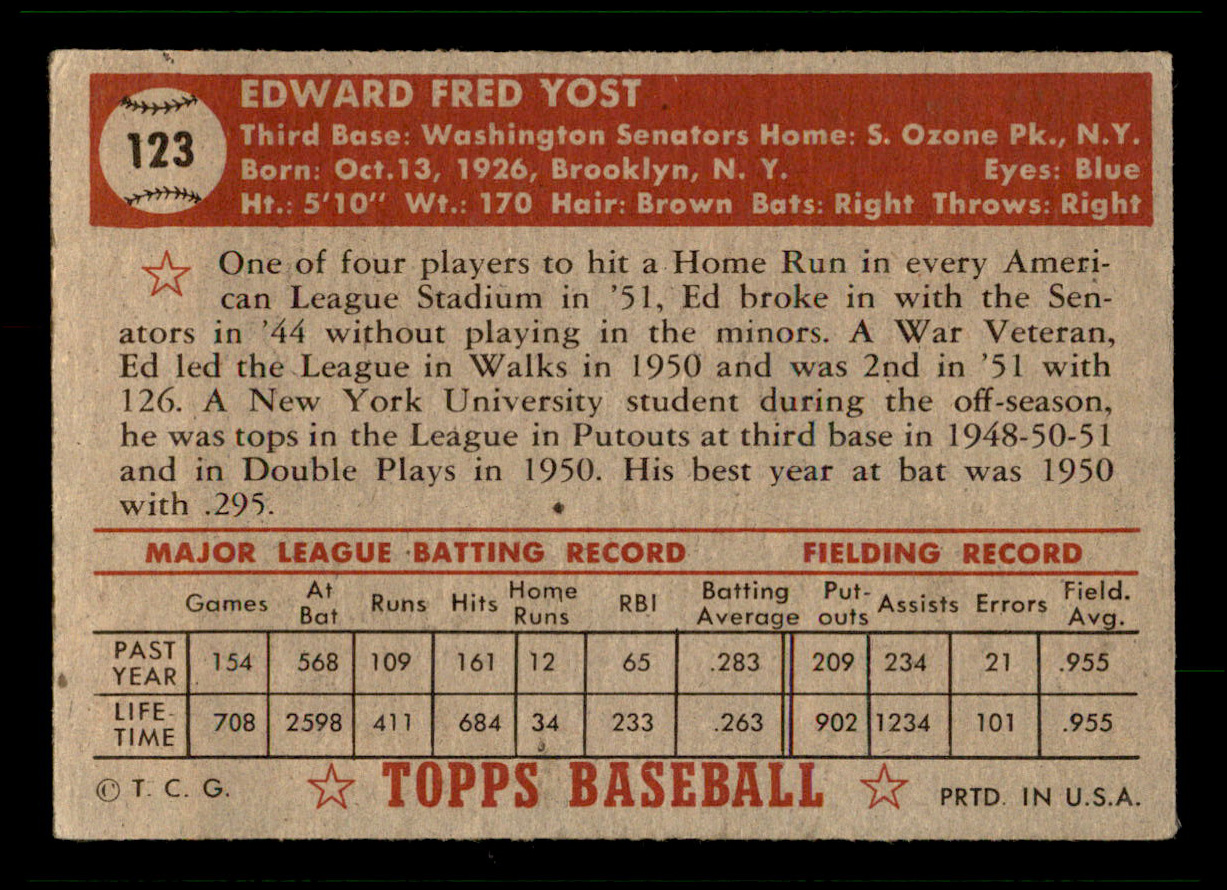 EDWARD FRED YOST
123
Third Base: Washington Senators Home: S. Ozone Pk., N.Y.
Born: Oct.13, 1926, Brooklyn, N. Y. Eyes: Blue
Ht.: 5'10" Wt.: 170 Hair: Brown Bats: Right Throws: Right
One of four players to hit a Home Run in every Ameri-
can League Stadium in '51, Ed broke in with the Sen-
ators in '44 without playing in the minors. A War Veteran,
Ed led the League in Walks in 1950 and was 2nd in '51 with
126. A New York University student during the off-season,
he was tops in the League in Putouts at third base in 1948-50-51
and in Double Plays in 1950. His best year at bat was 1950
with .295.
MAJOR LEAGUE BATTING RECORD FIELDING RECORD
Games At Bat Runs Hits Home Runs RBI Batting Average Put-outs Assists Errors Field. Avg.
PAST YEAR 154 568 109 161 12 65 .283 209 234 21 .955
LIFE-TIME 708 2598 411 684 34 233 .263 902 1234 101 .955
© T. C. G. TOPPS BASEBALL PRTD. IN U.S.A.